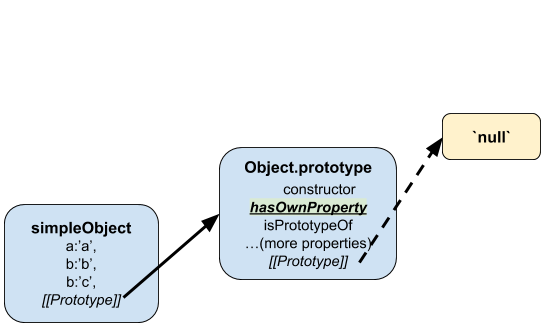 simpleObject
a:’a’,
b:’b’,
b:’c’,
[[Prototype]]
Object.prototype
constructor
hasOwnProperty
isPrototypeOf
…(more properties)
[[Prototype]]
`null`